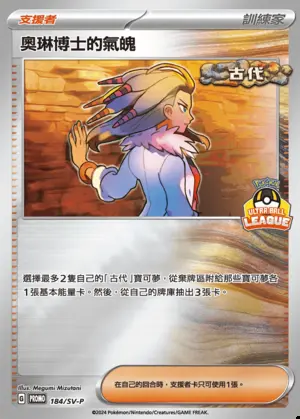 支援者
訓練家
奧琳博士的氣魄
古代
Pokémon
ULTRA BALL
LEAGUE
選擇最多2隻自己的「古代」寶可夢,從棄牌區附給那些寶可夢各
1張基本能量卡。然後,從自己的牌庫抽出3張卡。
Illus. Megumi Mizutani
G PROMO 184/SV-P
在自己的回合時,支援者卡只可使用1張。
©2024 Pokémon/Nintendo/Creatures/GAME FREAK.